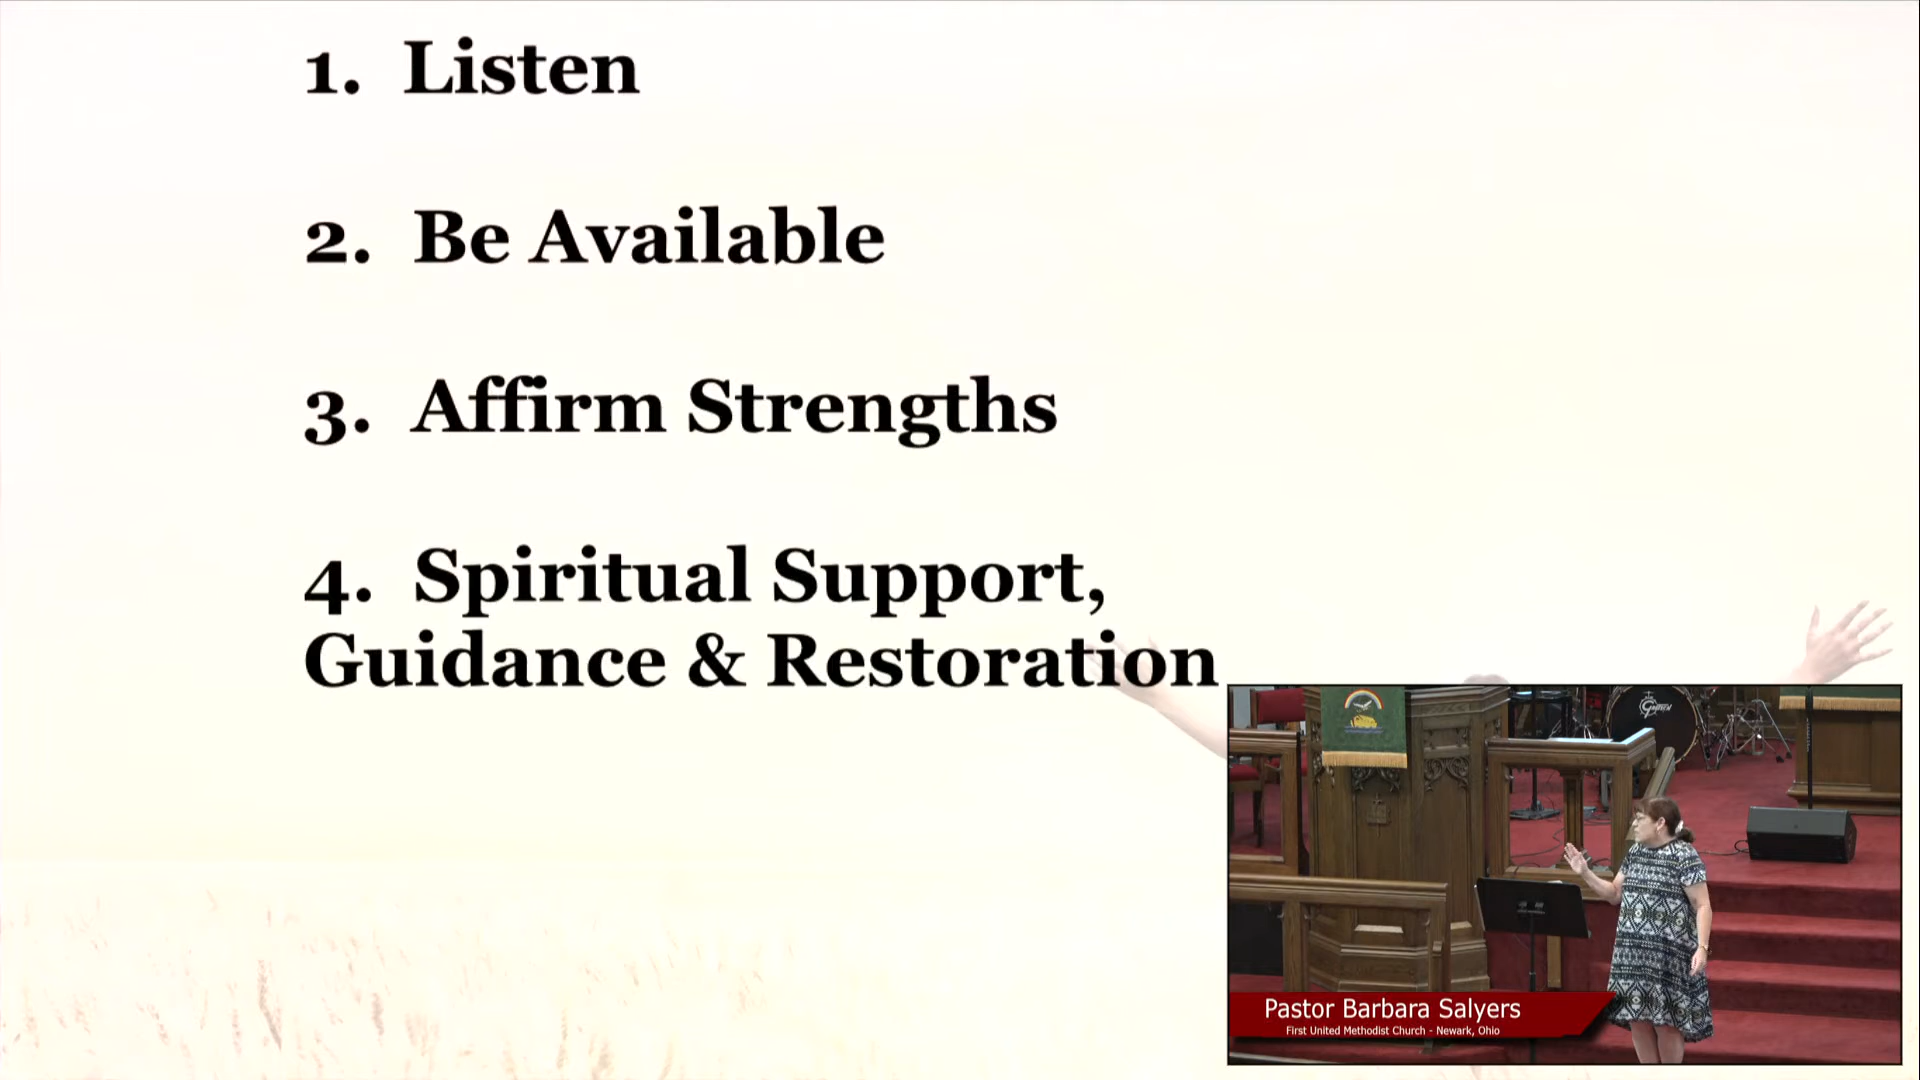 1. Listen
2. Be Available
3. Affirm Strengths
4. Spiritual Support,
Guidance & Restoration
Gretsch
Pastor Barbara Salyers
First United Methodist Church - Newark, Ohio